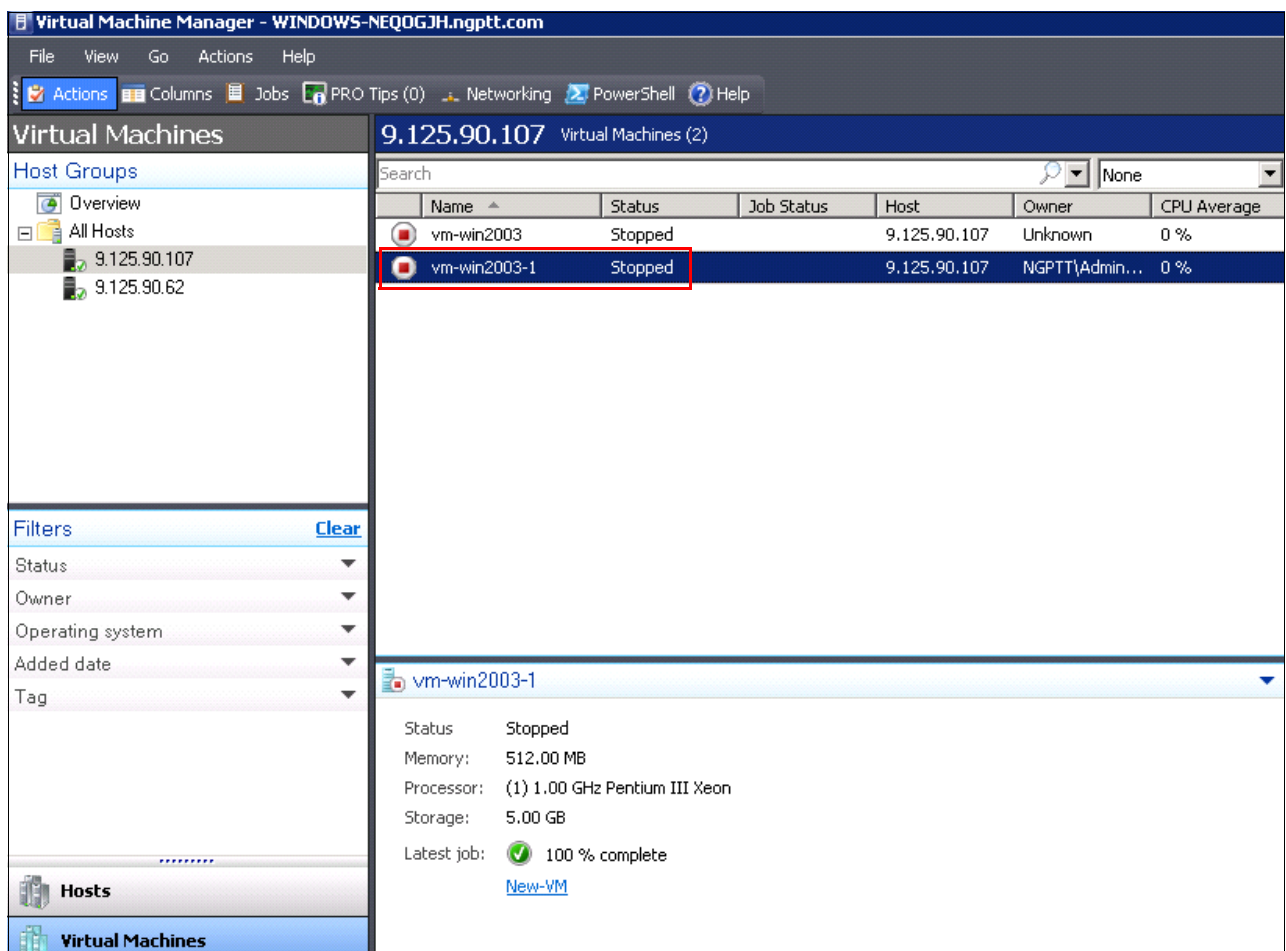 Virtual Machine Manager - WINDOWS-NEQOGJH.ngptt.com
File View Go Actions Help
Actions Columns Jobs PRO Tips (0) Networking PowerShell Help
Virtual Machines
Host Groups
Overview
All Hosts
9.125.90.107
9.125.90.62
Filters Clear
Status
Owner
Operating system
Added date
Tag
Hosts
Virtual Machines
9.125.90.107 Virtual Machines (2)
Search None
Name Status Job Status Host Owner CPU Average
vm-win2003 Stopped 9.125.90.107 Unknown 0 %
vm-win2003-1 Stopped 9.125.90.107 NGPTT\Admin... 0 %
vm-win2003-1
Status Stopped
Memory: 512.00 MB
Processor: (1) 1.00 GHz Pentium III Xeon
Storage: 5.00 GB
Latest job: 100 % complete
New-VM